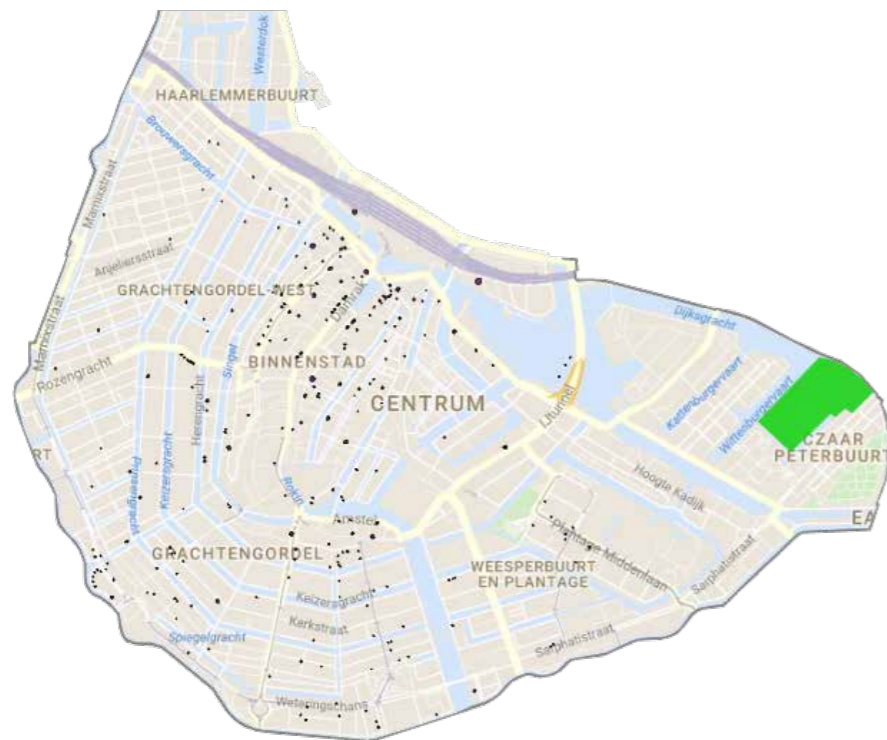 Westerdok
HAARLEMMERBUURT
Brouwersgracht
Marnixstraat
Anjeliersstraat
GRACHTENGORDEL-WEST
Damrak
Dijksgracht
Marnixstraat
BINNENSTAD
Singel
Rozengracht
Herengracht
CENTRUM
IJtunnel
Kattenburgervaart
Wittenburgervaart
CZAAR
PETERBUURT
RT
Keizersgracht
Prinsengracht
Rokin
Hoogte Kadijk
Amstel
EA
GRACHTENGORDEL
Plantage Middenlaan
WEESPERBUURT
EN PLANTAGE
Sarphatistraat
Keizersgracht
Kerkstraat
Spiegelgracht
Sarphatistraat
Weteringschans